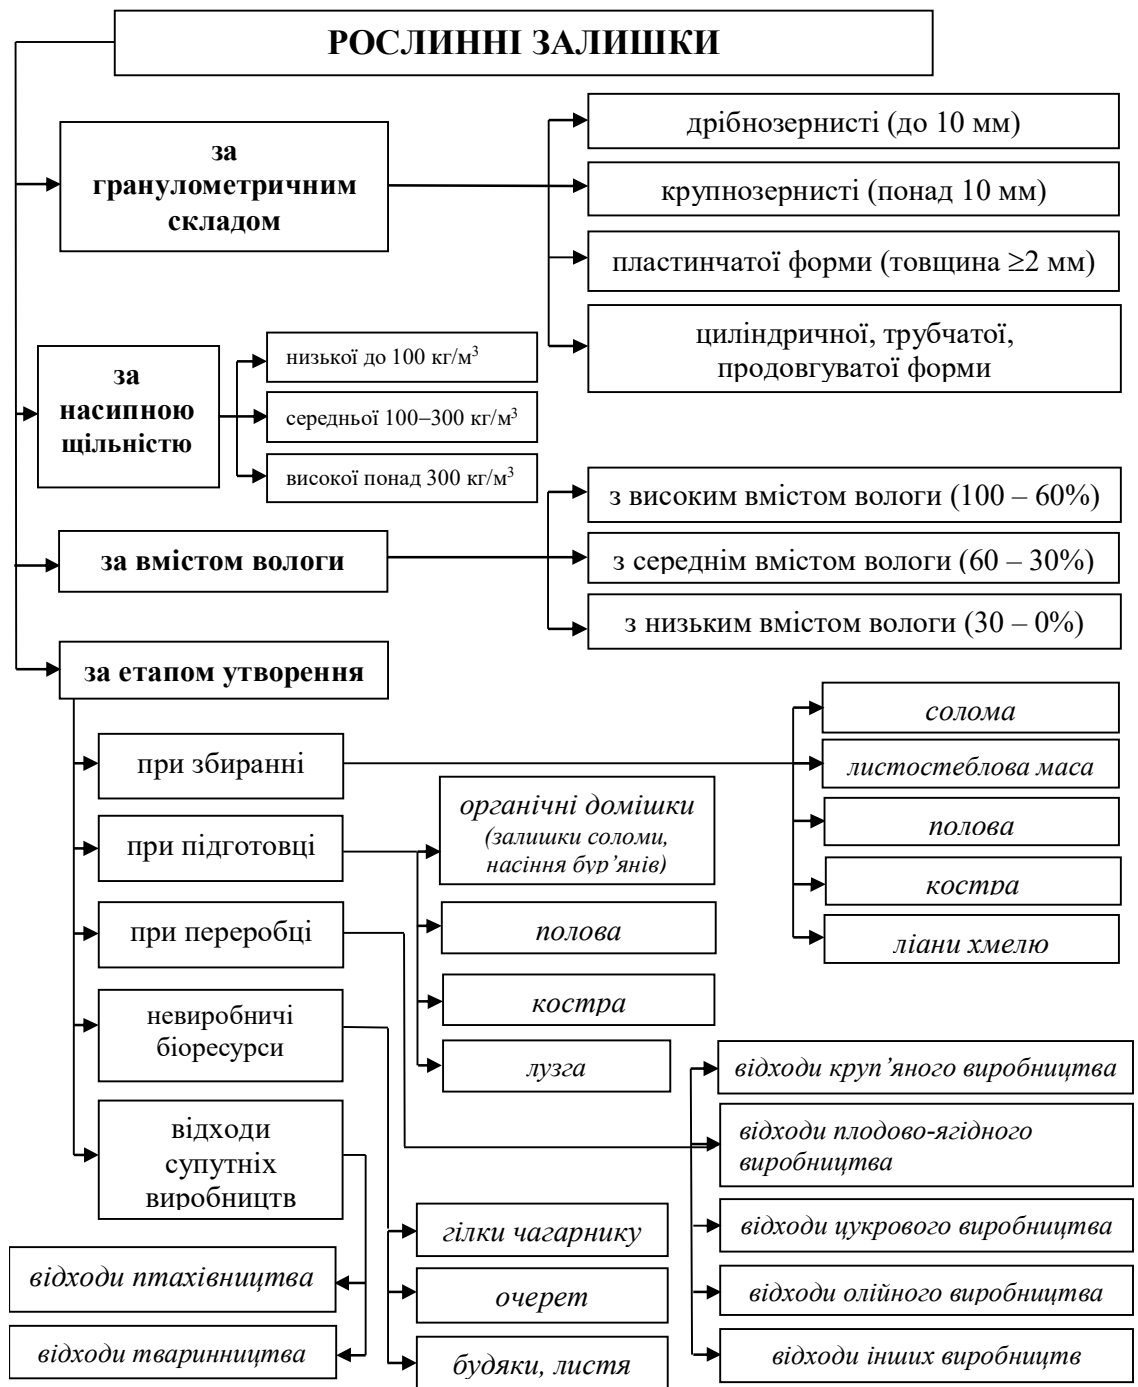 РОСЛИННІ ЗАЛИШКИ
за
гранулометричним
складом
дрібнозернисті (до 10 мм)
крупнозернисті (понад 10 мм)
пластинчатої форми (товщина ≥2 мм)
циліндричної, трубчатої,
продовгуватої форми
за
насипною
щільністю
низької до 100 кг/м³
середньої 100–300 кг/м³
високої понад 300 кг/м³
за вмістом вологи
з високим вмістом вологи (100 – 60%)
з середнім вмістом вологи (60 – 30%)
з низьким вмістом вологи (30 – 0%)
за етапом утворення
при збиранні
солома
листостеблова маса
полова
костра
ліани хмелю
при підготовці
органічні домішки
(залишки соломи,
насіння бур’янів)
полова
костра
лузга
при переробці
відходи круп’яного виробництва
відходи плодово-ягідного
виробництва
відходи цукрового виробництва
відходи олійного виробництва
відходи інших виробництв
невиробничі
біоресурси
гілки чагарнику
очерет
будяки, листя
відходи
супутніх
виробництв
відходи птахівництва
відходи тваринництва